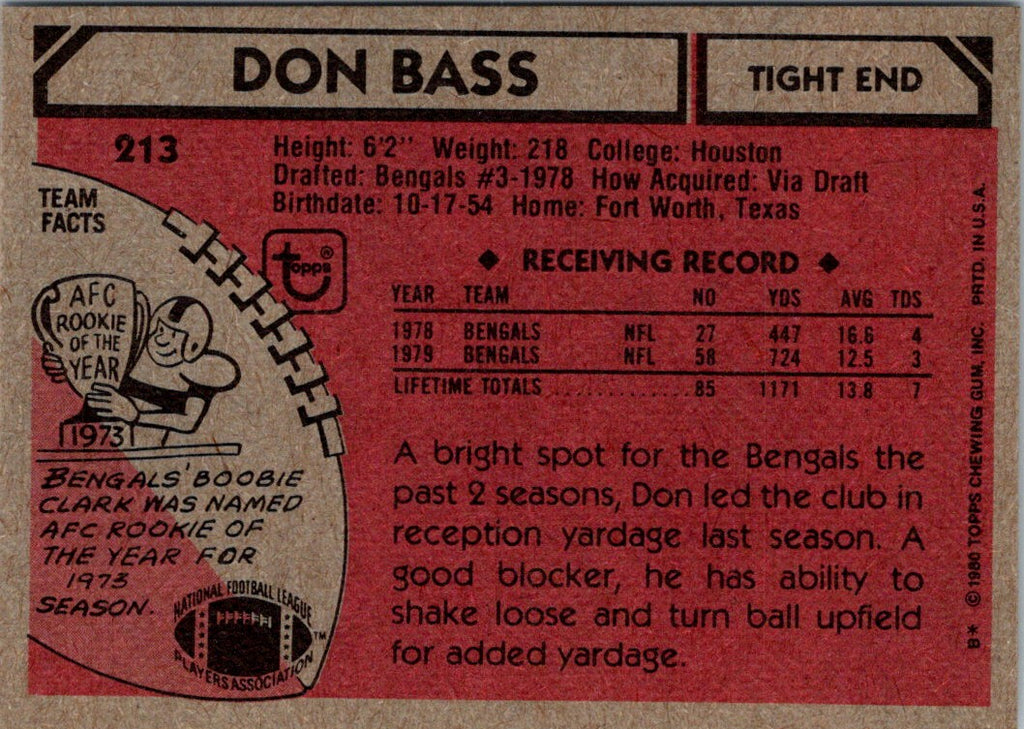 DON BASS
TIGHT END
213
Height: 6'2" Weight: 218 College: Houston
Drafted: Bengals #3-1978 How Acquired: Via Draft
Birthdate: 10-17-54 Home: Fort Worth, Texas
TEAM
FACTS
topps®
AFC
ROOKIE
OF THE
YEAR
1973
BENGALS' BOOBIE
CLARK WAS NAMED
AFC ROOKIE OF
THE YEAR FOR
1973
SEASON.
NATIONAL FOOTBALL LEAGUE
PLAYERS ASSOCIATION
TM
◆ RECEIVING RECORD ◆
YEAR TEAM NO YDS AVG TDS
1978 BENGALS NFL 27 447 16.6 4
1979 BENGALS NFL 58 724 12.5 3
LIFETIME TOTALS .................... 85 1171 13.8 7
A bright spot for the Bengals the
past 2 seasons, Don led the club in
reception yardage last season. A
good blocker, he has ability to
shake loose and turn ball upfield
for added yardage.
B* © 1980 TOPPS CHEWING GUM, INC. PRTD. IN U.S.A.